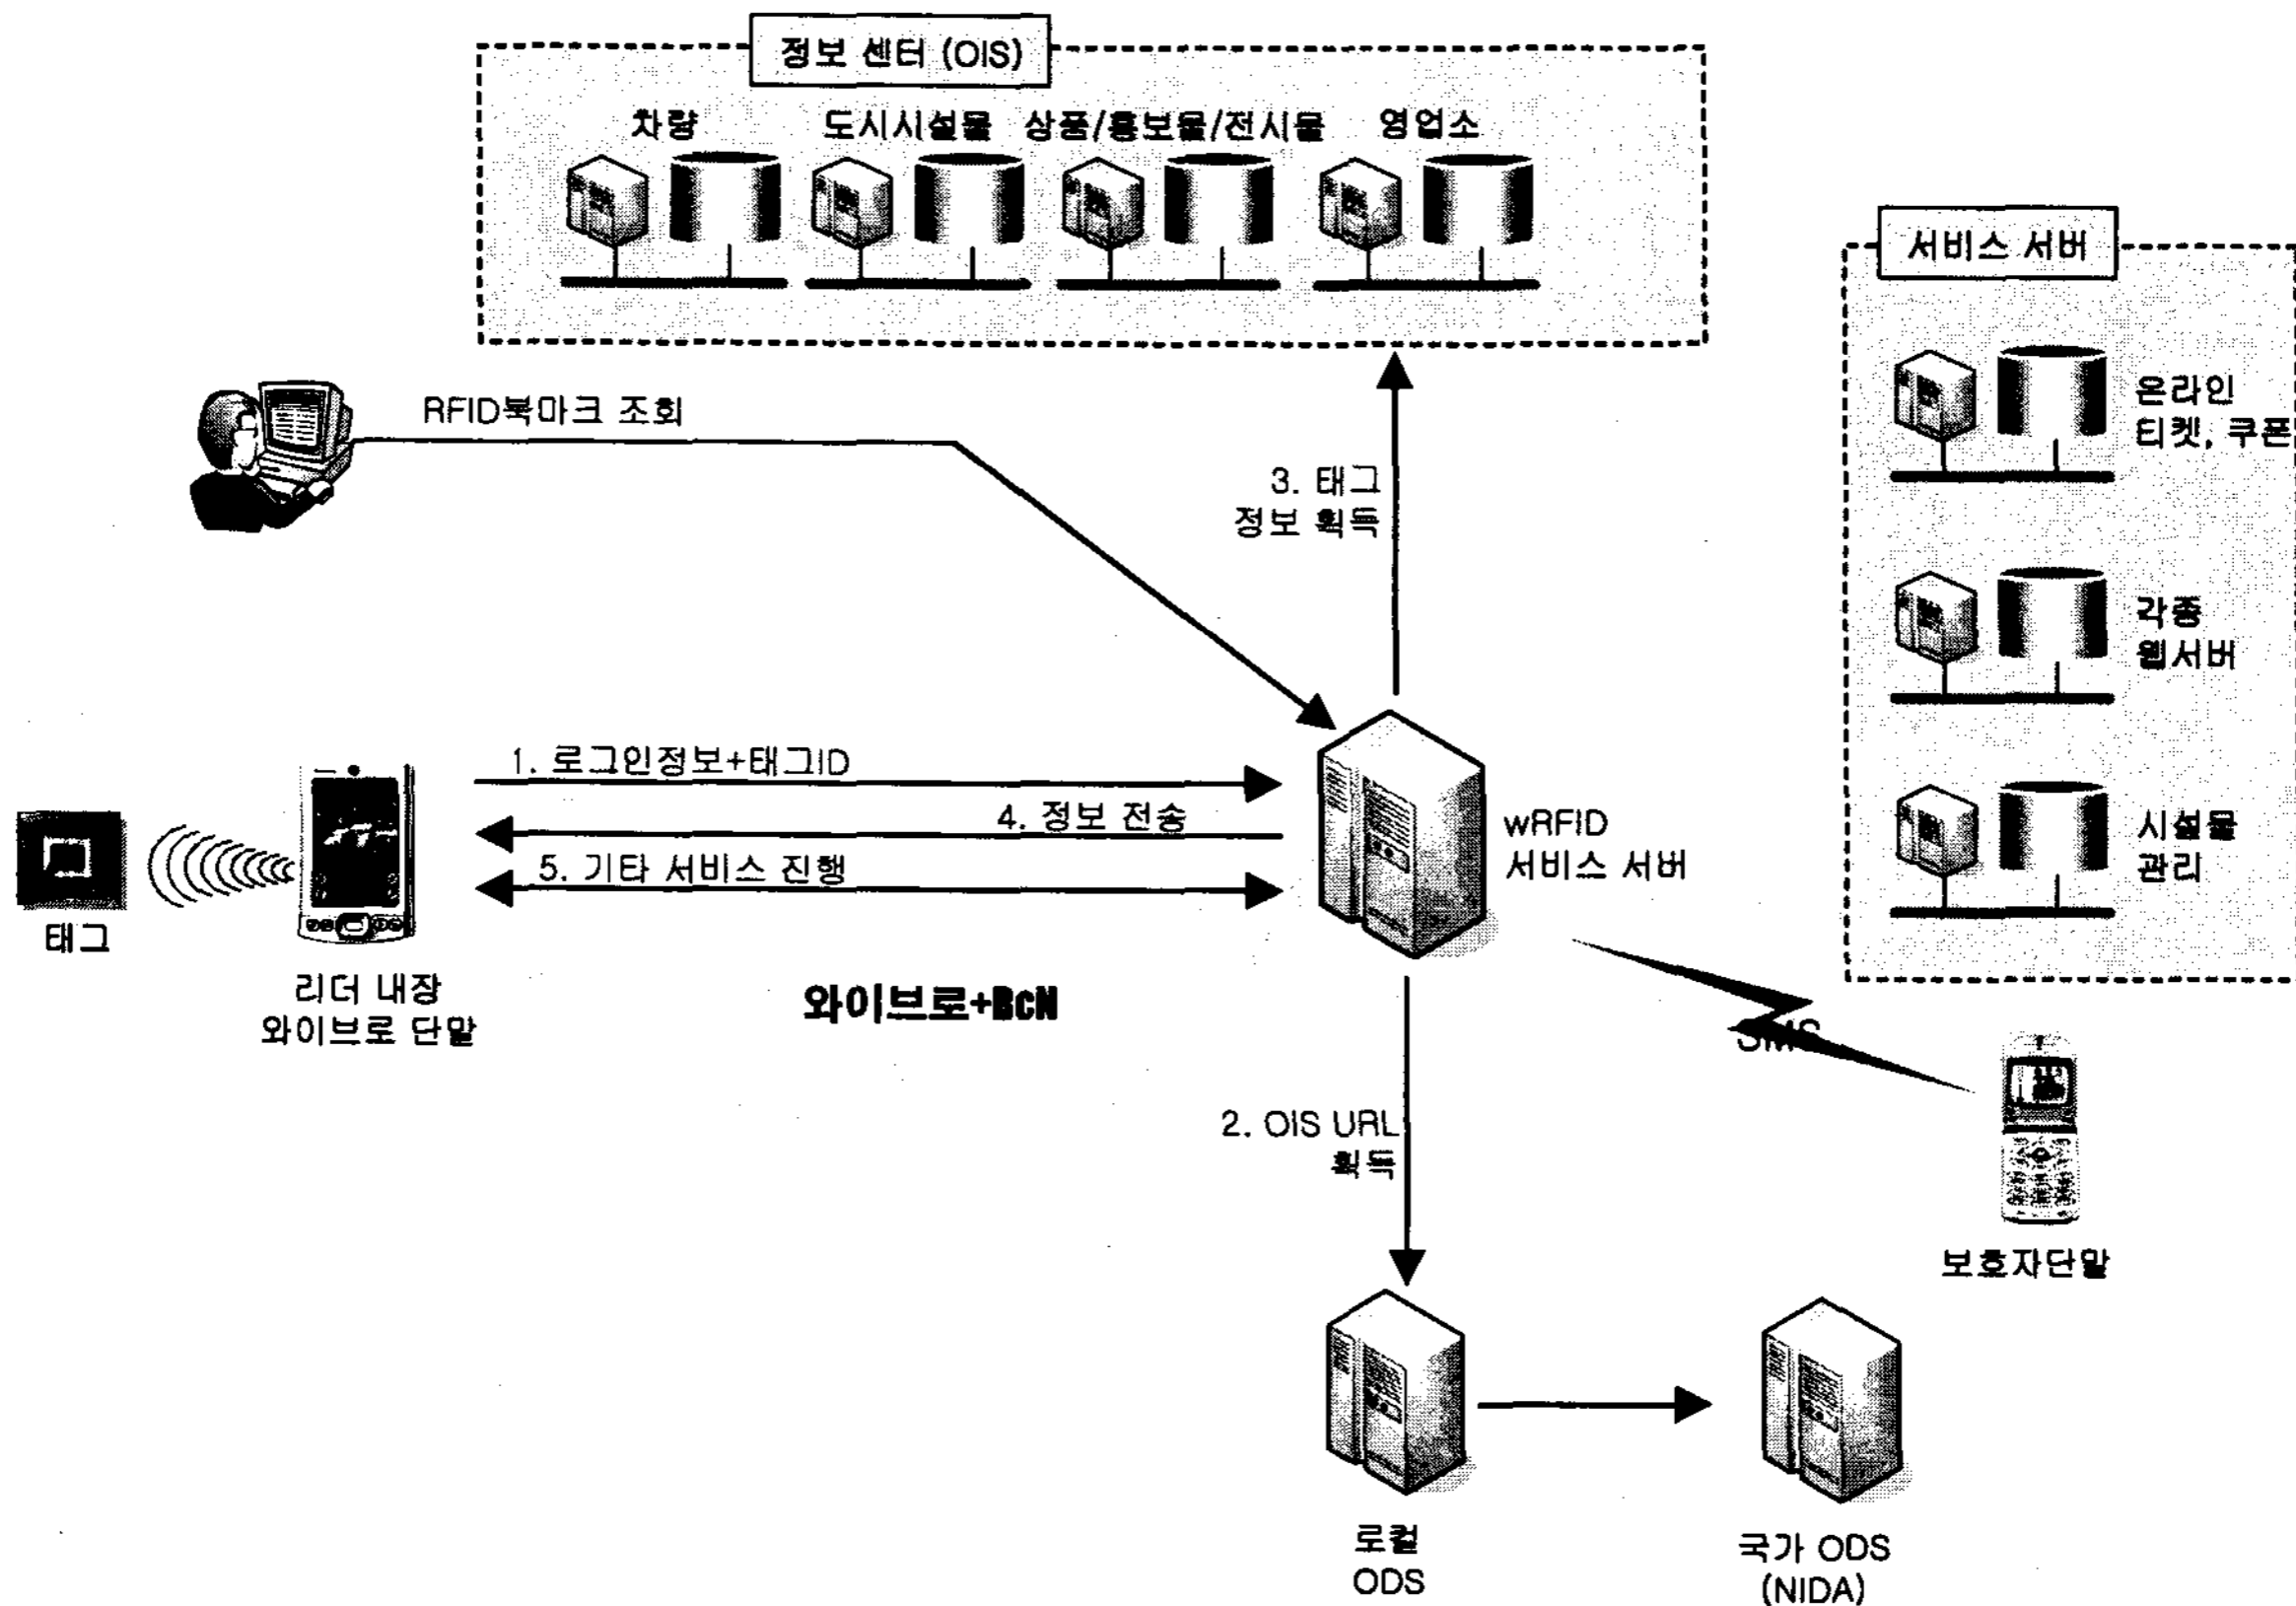 정보 센터 (OIS)
차량
도시시설물
상품/홍보물/전시물
영업소
서비스 서버
온라인
티켓, 쿠폰
각종
웹서버
시설물
관리
RFID북마크 조회
3. 태그
정보 획득
1. 로그인정보+태그ID
4. 정보 전송
5. 기타 서비스 진행
wRFID
서비스 서버
태그
리더 내장
와이브로 단말
와이브로+BcN
SMS
2. OIS URL
획득
보호자단말
로컬
ODS
국가 ODS
(NIDA)